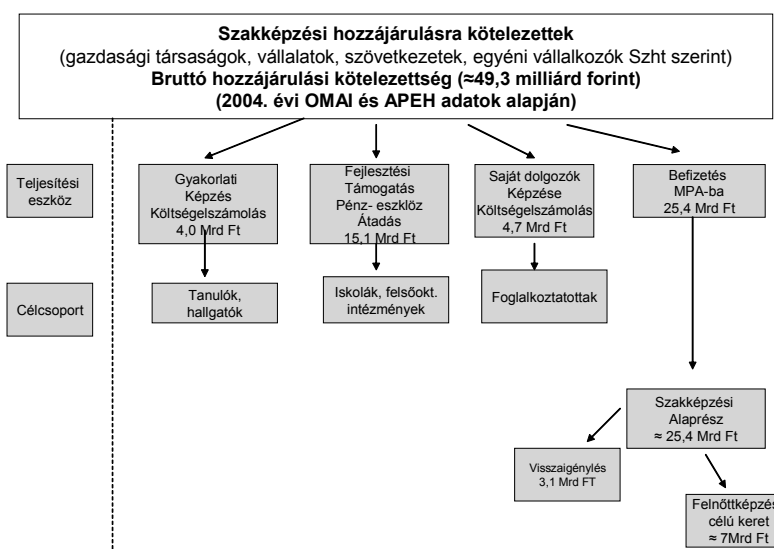 Szakképzési hozzájárulásra kötelezettek
(gazdasági társaságok, vállalatok, szövetkezetek, egyéni vállalkozók Szht szerint)
Bruttó hozzájárulási kötelezettség (≈49,3 milliárd forint)
(2004. évi OMAI és APEH adatok alapján)
Teljesítési
eszköz
Gyakorlati
Képzés
Költségelszámolás
4,0 Mrd Ft
Fejlesztési
Támogatás
Pénz- eszklöz
Átadás
15,1 Mrd Ft
Saját dolgozók
Képzése
Költségelszámolás
4,7 Mrd Ft
Befizetés
MPA-ba
25,4 Mrd Ft
Célcsoport
Tanulók,
hallgatók
Iskolák, felsőokt.
intézmények
Foglalkoztatottak
Szakképzési
Alaprész
≈ 25,4 Mrd Ft
Visszaigénylés
3,1 Mrd FT
Felnőttképzés
célú keret
≈ 7Mrd Ft